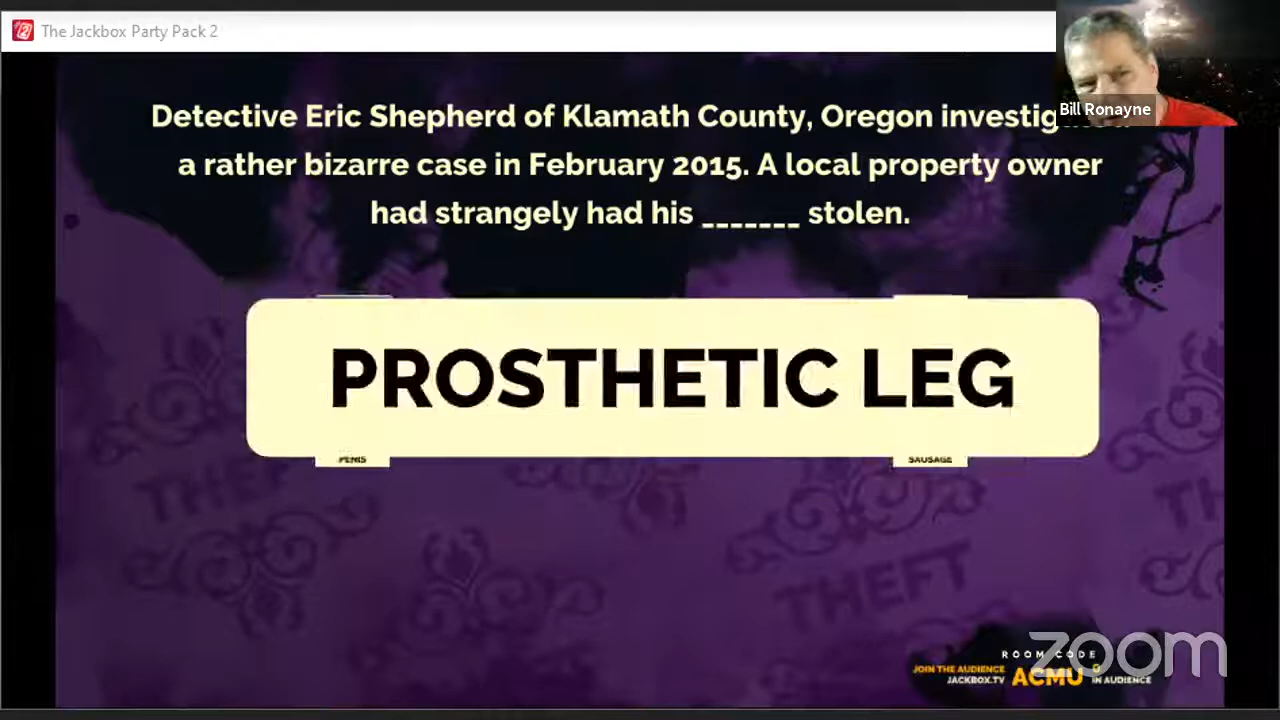 The Jackbox Party Pack 2
Bill Ronayne
Detective Eric Shepherd of Klamath County, Oregon
a rather bizarre case in February 2015. A local property owner
had strangely had his _______ stolen.
PROSTHETIC LEG
PENIS
SAUSAGE
THEFT
THEFT
TH
ROOM CODE
JOIN THE AUDIENCE
JACKBOX.TV
ACMU
0
IN AUDIENCE
zoom